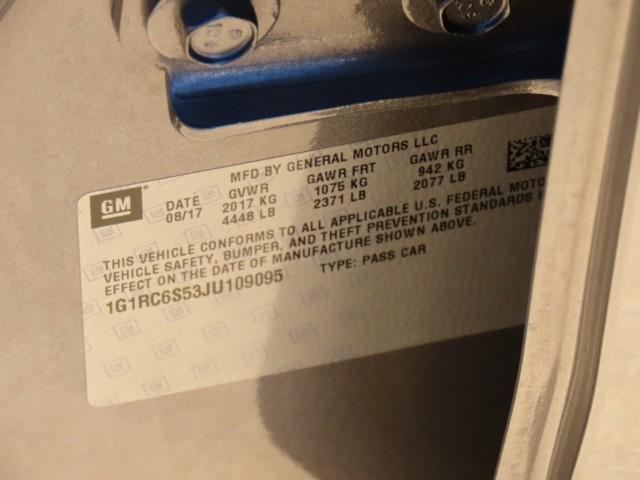 MFD BY GENERAL MOTORS LLC
GM DATE GVWR GAWR FRT GAWR RR
08/17 2017 KG 1075 KG 942 KG
4448 LB 2371 LB 2077 LB
THIS VEHICLE CONFORMS TO ALL APPLICABLE U.S. FEDERAL
VEHICLE SAFETY, BUMPER, AND THEFT PREVENTION STANDARDS
EFFECT ON THE DATE OF MANUFACTURE SHOWN ABOVE.
1G1RC6S53JU109095 TYPE: PASS CAR